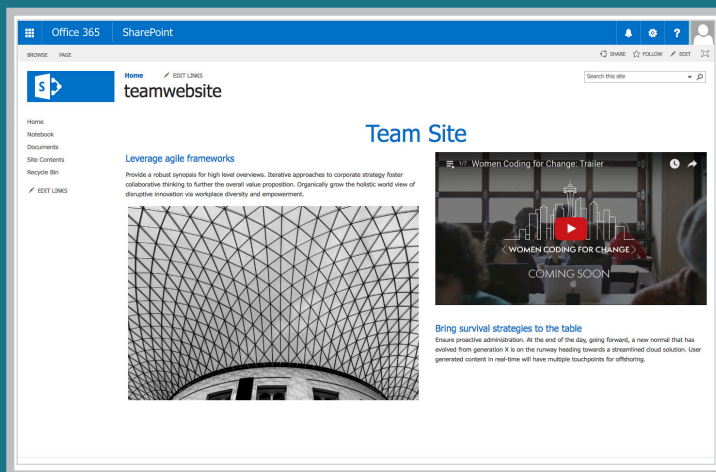 Office 365 SharePoint ?
BROWSE PAGE SHARE FOLLOW EDIT
S
Home EDIT LINKS
teamwebsite
Search this site
Home
Notebook
Documents
Site Contents
Recycle Bin
EDIT LINKS
Team Site
Leverage agile frameworks
Provide a robust synopsis for high level overviews. Iterative approaches to corporate strategy foster
collaborative thinking to further the overall value proposition. Organically grow the holistic world view of
disruptive innovation via workplace diversity and empowerment.
1/7 Women Coding for Change: Trailer
<WOMEN CODING FOR CHANGE>
COMING SOON
Bring survival strategies to the table
Ensure proactive administration. At the end of the day, going forward, a new normal that has
evolved from generation X is on the runway heading towards a streamlined cloud solution. User
generated content in real-time will have multiple touchpoints for offshoring.